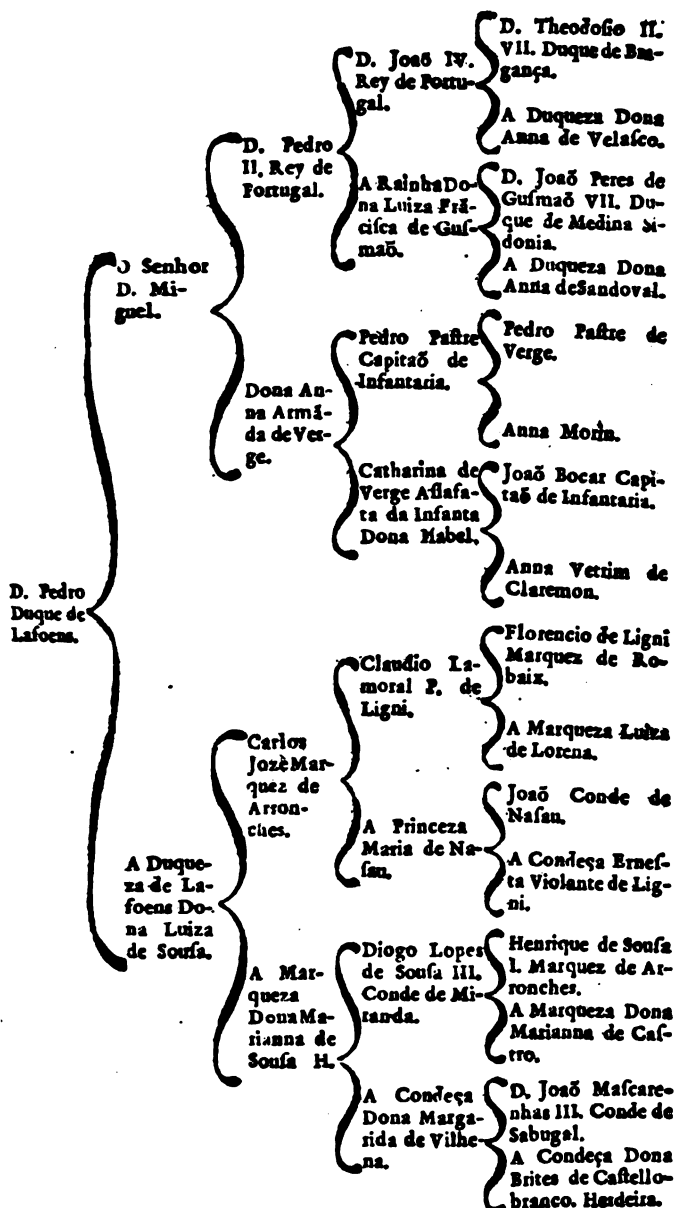 D. Pedro
Duque de
Lafoens.
O Senhor
D. Mi-
guel.
A Duque-
za de La-
foens Do-
na Luiza
de Souſa.
D. Pedro
II. Rey de
Portugal.
Dona An-
na Armã-
da de Ver-
ge.
Carlos
Jozè Mar-
quez de
Arron-
ches.
A Mar-
queza
Dona Ma-
rianna de
Souſa H.
D. Joaõ IV.
Rey de Portu-
gal.
A Rainha Do-
na Luiza Frã-
ciſca de Guſ-
maõ.
Pedro Paſtre
Capitaõ de
Infantaria.
Catharina de
Verge Aſſafa-
ta da Infanta
Dona Iſabel.
Claudio La-
moral P. de
Ligni.
A Princeza
Maria de Na-
ſau.
Diogo Lopes
de Souſa III.
Conde de Mi-
randa.
A Condeça
Dona Marga-
rida de Vilhe-
na.
D. Theodoſio II.
VII. Duque de Bra-
gança.
A Duqueza Dona
Anna de Velaſco.
D. Joaõ Peres de
Guſmaõ VII. Du-
que de Medina Si-
donia.
A Duqueza Dona
Anna de Sandoval.
Pedro Paſtre de
Verge.
Anna Morin.
Joaõ Bocar Capi-
taõ de Infantaria.
Anna Vetrim de
Claremon.
Florencio de Ligni
Marquez de Ro-
baix.
A Marqueza Luiza
de Lorena.
Joaõ Conde de
Naſau.
A Condeça Erneſ-
ta Violante de Lig-
ni.
Henrique de Souſa
I. Marquez de Ar-
ronches.
A Marqueza Dona
Marianna de Caſ-
tro.
D. Joaõ Maſcare-
nhas III. Conde de
Sabugal.
A Condeça Dona
Brites de Caſtello-
branco. Herdeira.